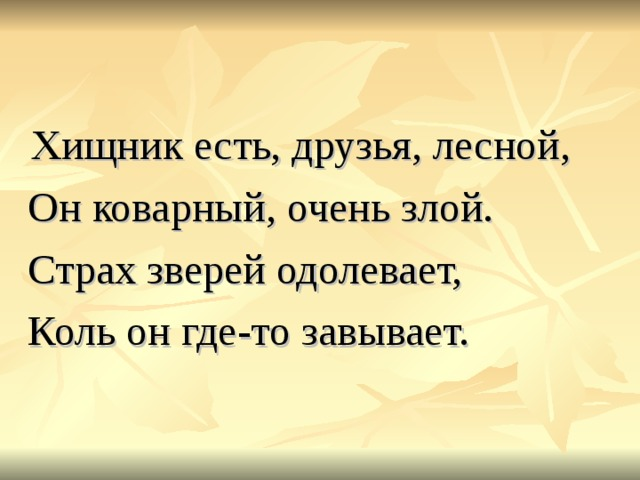 Хищник есть, друзья, лесной,
Он коварный, очень злой.
Страх зверей одолевает,
Коль он где-то завывает.